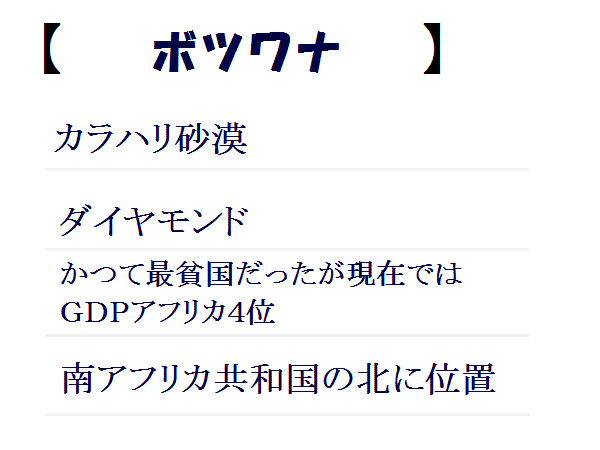 【 ボツワナ 】
カラハリ砂漠
ダイヤモンド
かつて最貧国だったが現在では
GDPアフリカ4位
南アフリカ共和国の北に位置